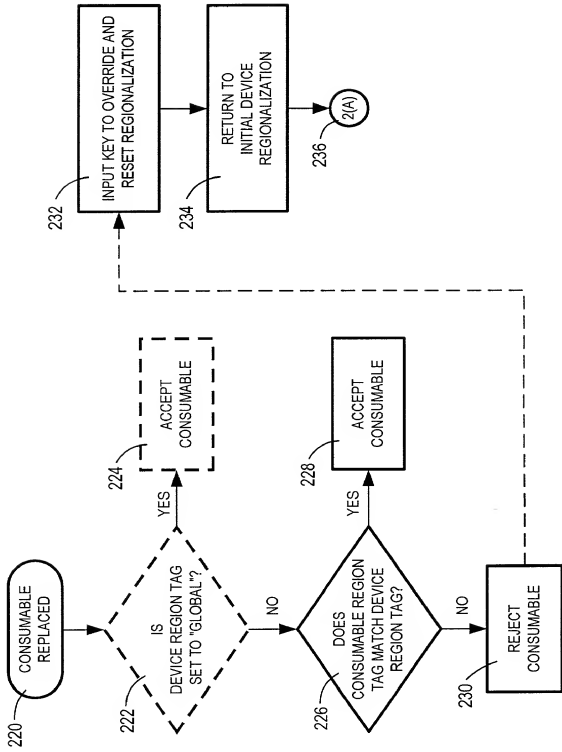 CONSUMABLE
REPLACED
220
IS
DEVICE REGION TAG
SET TO "GLOBAL"?
222
YES
ACCEPT
CONSUMABLE
224
NO
DOES
CONSUMABLE REGION
TAG MATCH DEVICE
REGION TAG?
226
YES
ACCEPT
CONSUMABLE
228
NO
REJECT
CONSUMABLE
230
INPUT KEY TO OVERRIDE AND
RESET REGIONALIZATION
232
RETURN TO
INITIAL DEVICE
REGIONALIZATION
234
2(A)
236